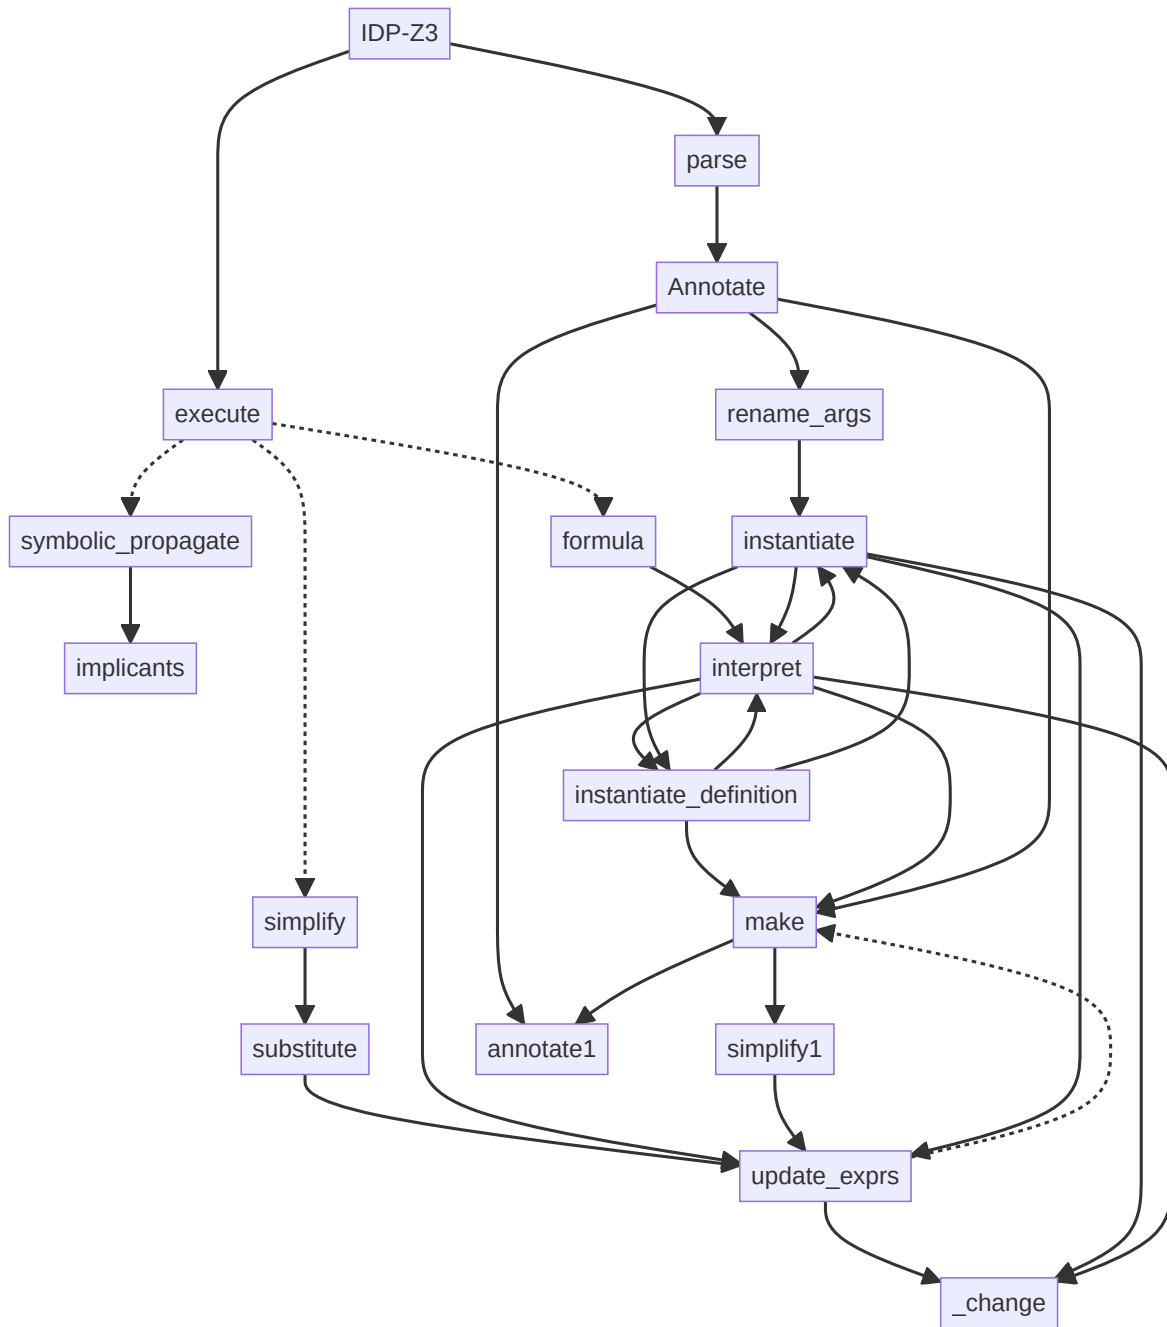 IDP-Z3
parse
Annotate
execute
rename_args
symbolic_propagate
formula
instantiate
implicants
interpret
instantiate_definition
simplify
make
substitute
annotate1
simplify1
update_exprs
_change